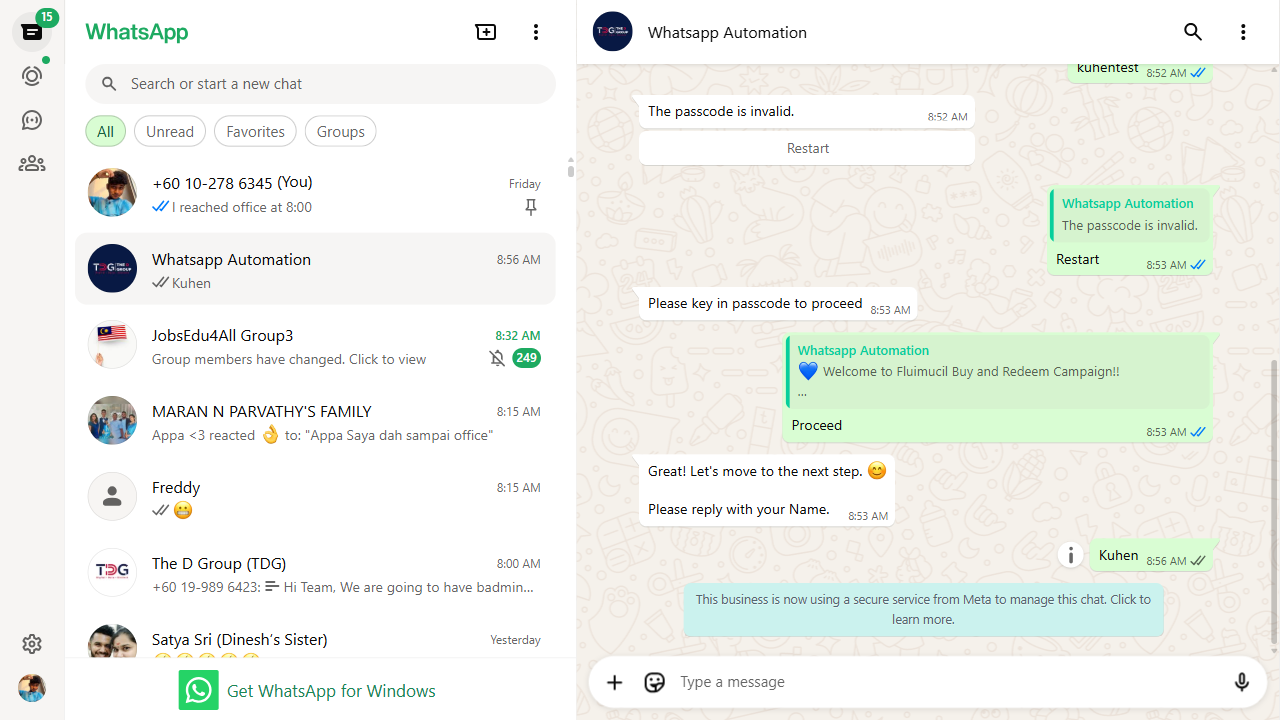 15
WhatsApp
Search or start a new chat
All
Unread
Favorites
Groups
+60 10-278 6345 (You)
Friday
I reached office at 8:00
Whatsapp Automation
8:56 AM
Kuhen
JobsEdu4All Group3
8:32 AM
Group members have changed. Click to view
249
MARAN N PARVATHY'S FAMILY
8:15 AM
Appa <3 reacted 👌 to: "Appa Saya dah sampai office"
Freddy
8:15 AM
😬
The D Group (TDG)
8:00 AM
+60 19-989 6423: Hi Team, We are going to have badmin...
Satya Sri (Dinesh's Sister)
Yesterday
Get WhatsApp for Windows
TDG THE D GROUP
Whatsapp Automation
kuhentest
8:52 AM
The passcode is invalid.
8:52 AM
Restart
Whatsapp Automation
The passcode is invalid.
Restart
8:53 AM
Please key in passcode to proceed
8:53 AM
Whatsapp Automation
💙 Welcome to Fluimucil Buy and Redeem Campaign!!
...
Proceed
8:53 AM
Great! Let's move to the next step. 😊
Please reply with your Name.
8:53 AM
Kuhen
8:56 AM
This business is now using a secure service from Meta to manage this chat. Click to
learn more.
Type a message